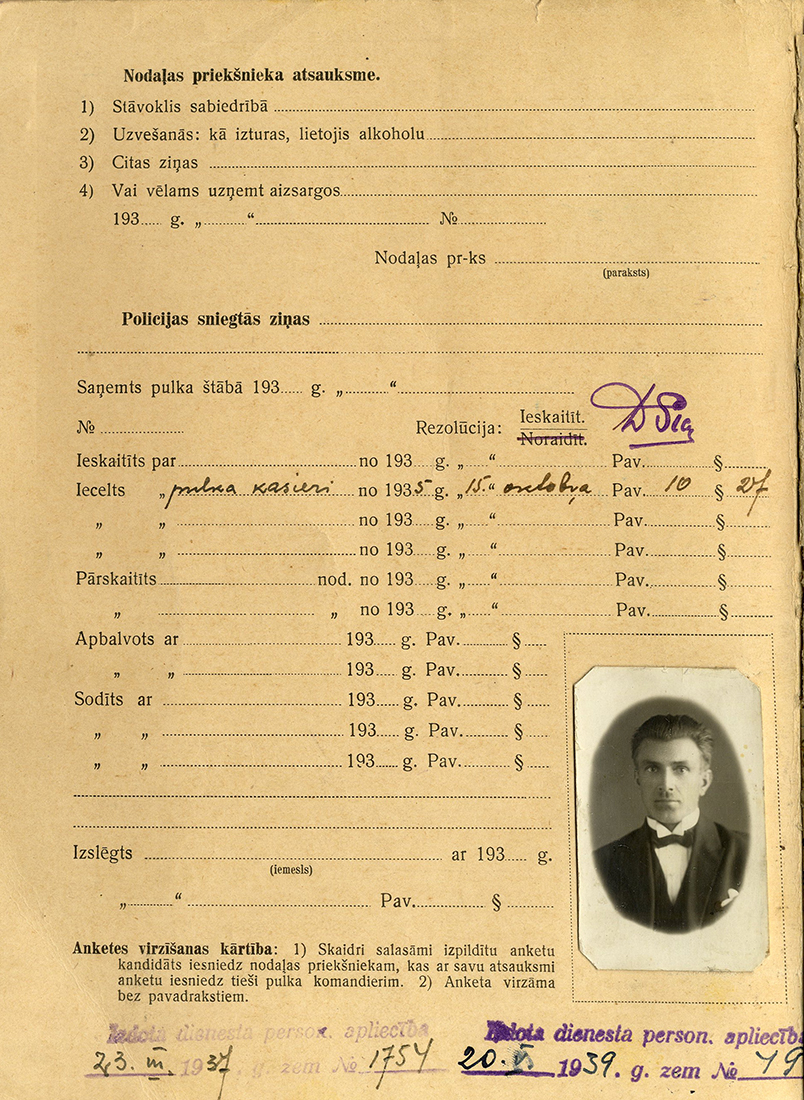 Nodaļas priekšnieka atsauksme.
1) Stāvoklis sabiedrībā
2) Uzvešanās: kā izturas, lietojis alkoholu
3) Citas ziņas
4) Vai vēlams uzņemt aizsargos
193..... g. „..........“ №
Nodaļas pr-ks
(paraksts)
Policijas sniegtās ziņas
Saņemts pulka štābā 193..... g. „..........“
№ Rezolūcija: Ieskaitīt.
Noraidīt.
Ieskaitīts par no 193 g. „ “ Pav. §
Iecelts „ pulka kasieri no 1935 g. „15.“ oktobŗa Pav. 10 § 27
„ „ no 193 g. „ “ Pav. §
„ „ no 193 g. „ “ Pav. §
Pārskaitīts nod. no 193 g. „ “ Pav. §
„ „ no 193 g. „ “ Pav. §
Apbalvots ar 193 g. Pav. §
„ „ 193 g. Pav. §
Sodīts ar 193 g. Pav. §
„ „ 193 g. Pav. §
„ „ 193 g. Pav. §
Izslēgts ar 193 g.
(iemesls)
„ “ Pav. §
Anketes virzīšanas kārtība: 1) Skaidri salasāmi izpildītu anketu
kandidāts iesniedz nodaļas priekšniekam, kas ar savu atsauksmi
anketu iesniedz tieši pulka komandierim. 2) Anketa virzāma
bez pavadrakstiem.
Izdota dienesta person. apliecība
23. III. 1937. g. zem № 1754
Izdota dienesta person. apliecība
20. 1939. g. zem № 19